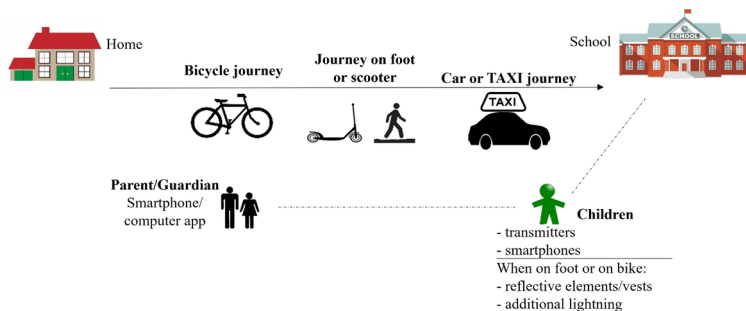 Home
School
Bicycle journey
Journey on foot
or scooter
Car or TAXI journey
SCHOOL
TAXI
Parent/Guardian
Smartphone/
computer app
Children
- transmitters
- smartphones
When on foot or on bike:
- reflective elements/vests
- additional lightning